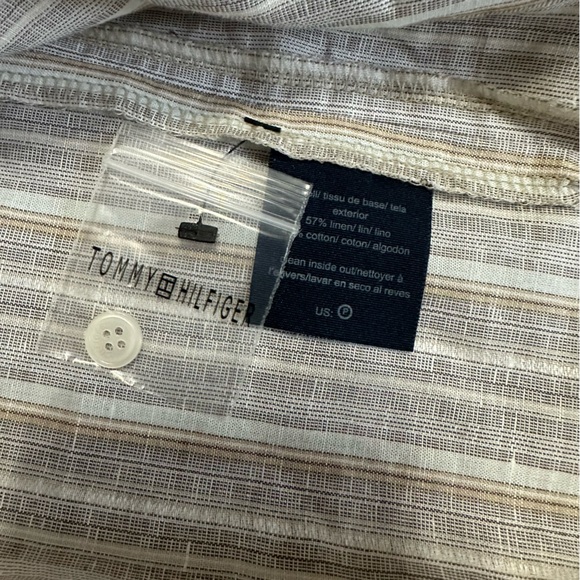 tissu de base/ tela
exterior
57% linen/ lin/ lino
cotton/ coton/ algodón
inside out/nettoyer à
l'envers/lavar en seco al reves
US: P
TOMMY HILFIGER